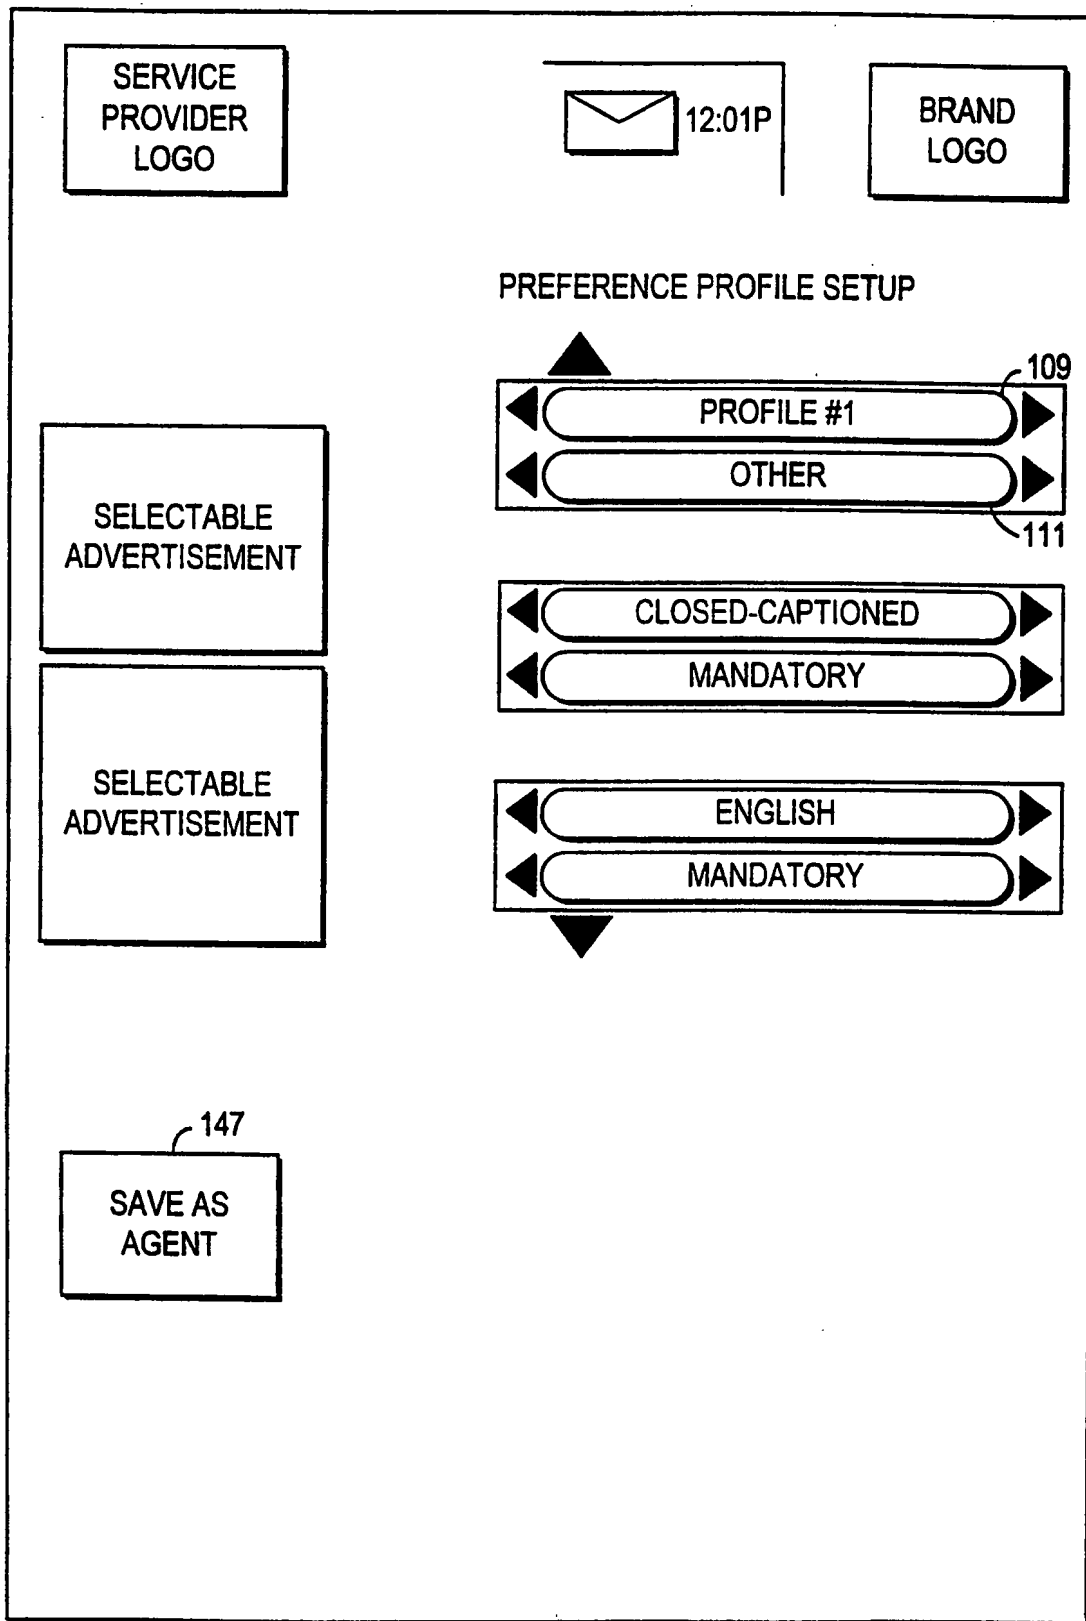 SERVICE
PROVIDER
LOGO
12:01P
BRAND
LOGO
PREFERENCE PROFILE SETUP
109
PROFILE #1
OTHER
111
SELECTABLE
ADVERTISEMENT
CLOSED-CAPTIONED
MANDATORY
SELECTABLE
ADVERTISEMENT
ENGLISH
MANDATORY
147
SAVE AS
AGENT